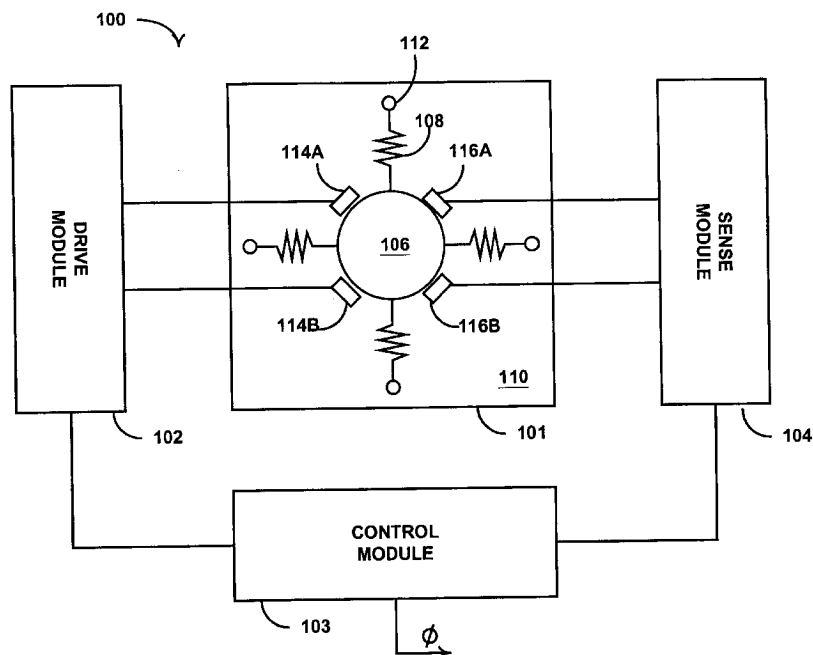 100
112
108
114A
116A
DRIVE
MODULE
106
SENSE
MODULE
114B
116B
110
102
101
104
CONTROL
MODULE
103
ϕ